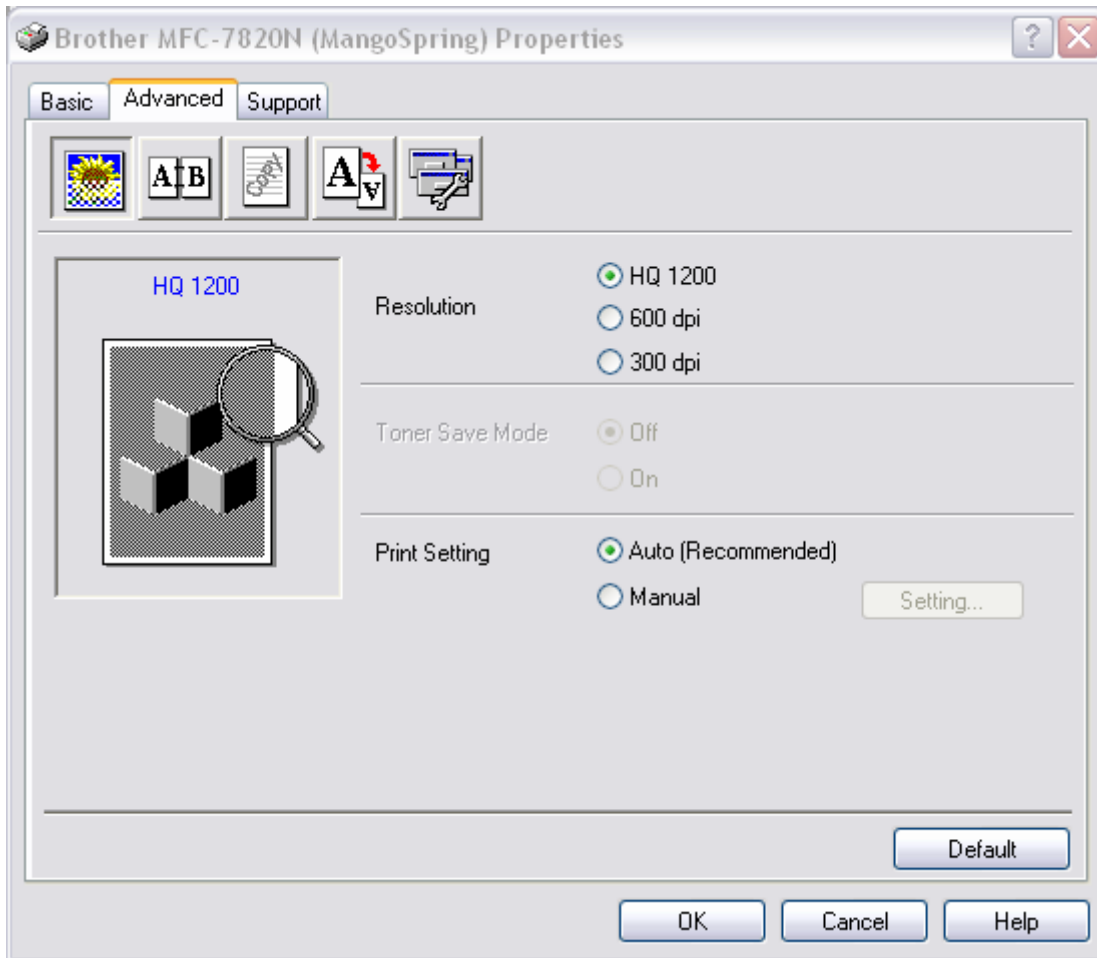 Brother MFC-7820N (MangoSpring) Properties
Basic Advanced Support
A B COPY A A
HQ 1200
Resolution
HQ 1200
600 dpi
300 dpi
Toner Save Mode
Off
On
Print Setting
Auto (Recommended)
Manual
Setting...
Default
OK Cancel Help